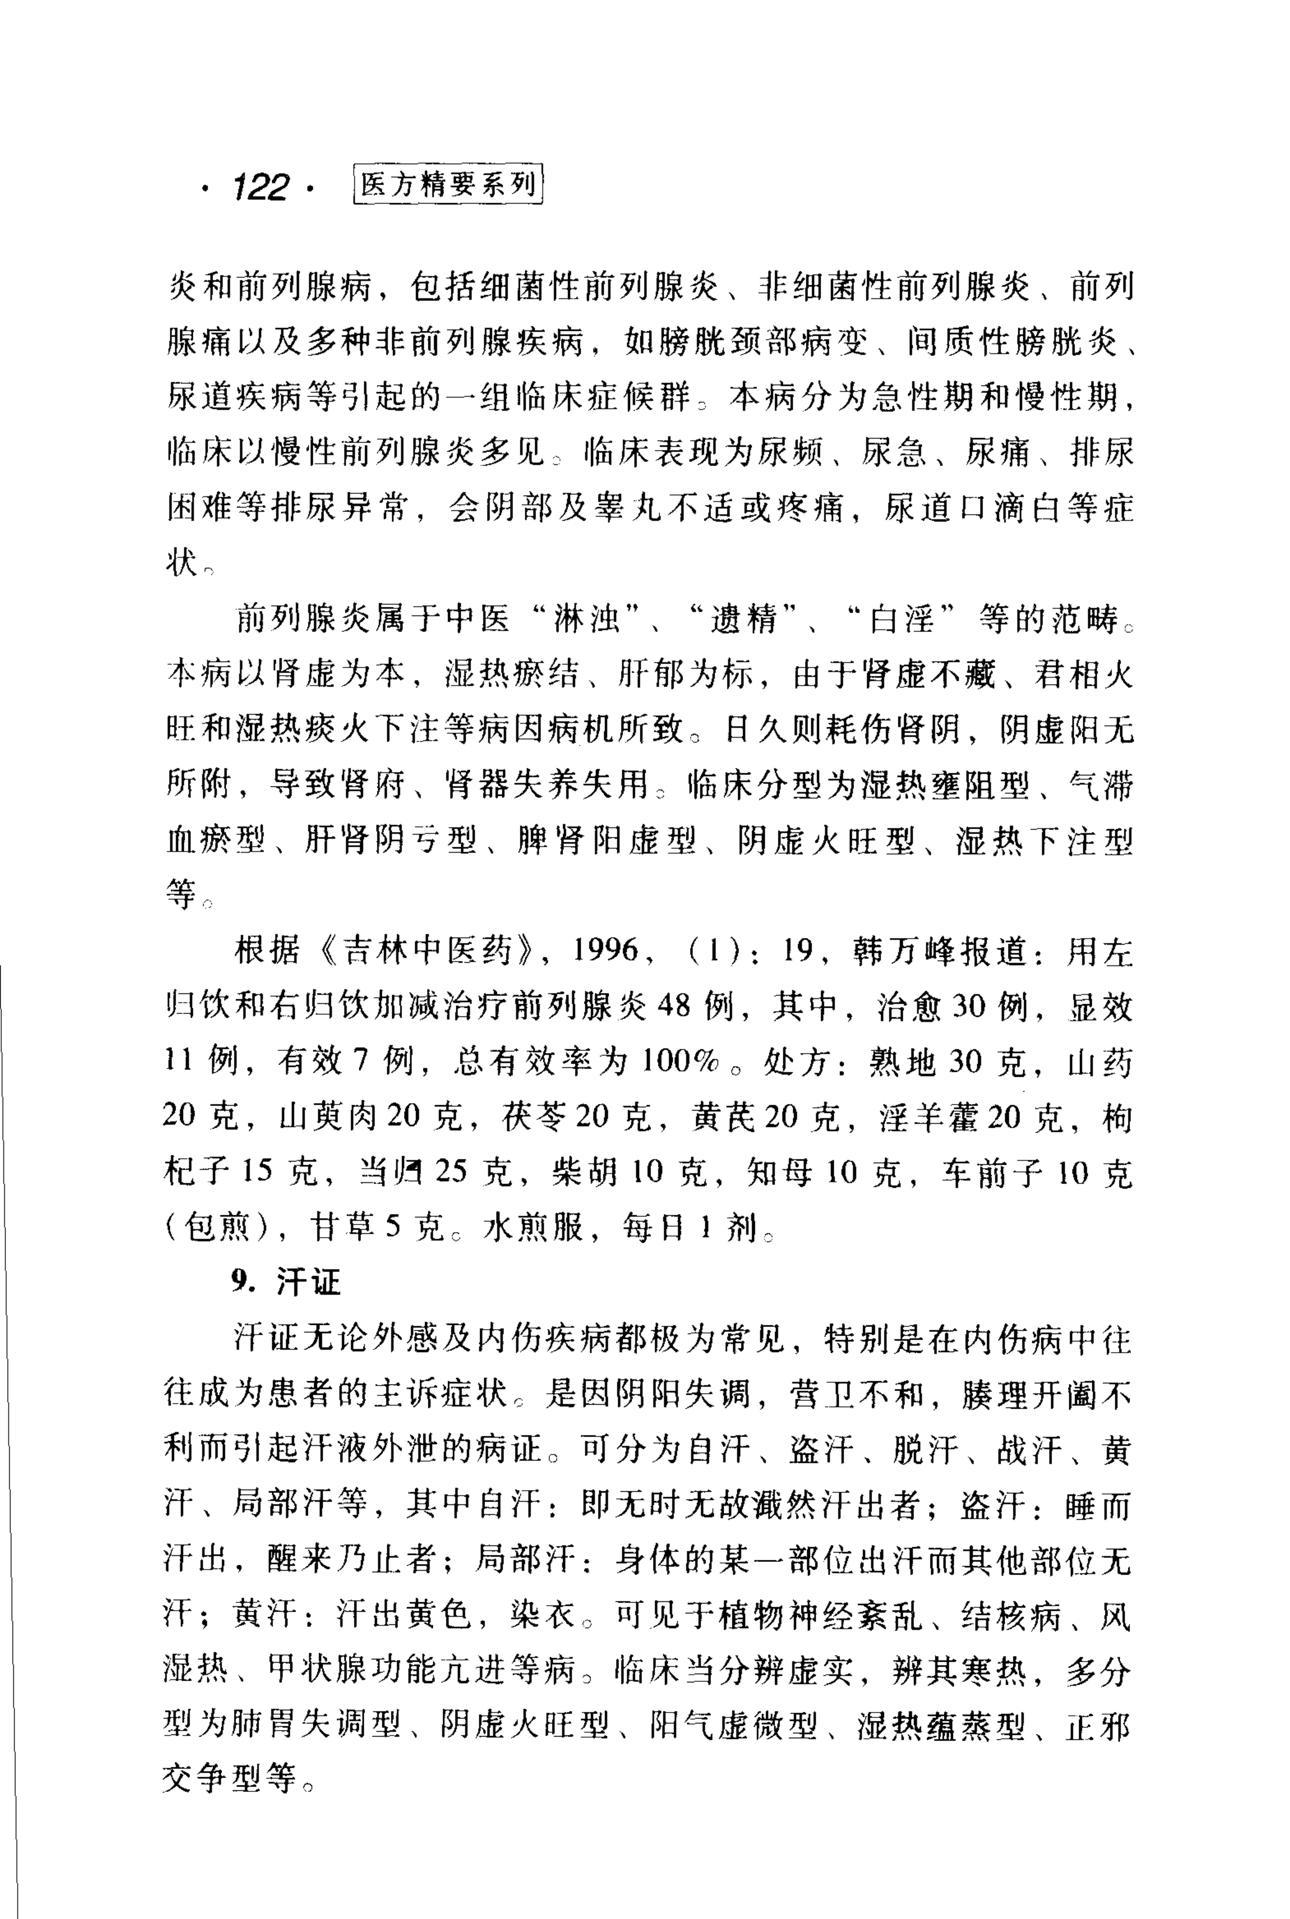 · 122 · 医方精要系列
炎和前列腺病，包括细菌性前列腺炎、非细菌性前列腺炎、前列
腺痛以及多种非前列腺疾病，如膀胱颈部病变、间质性膀胱炎、
尿道疾病等引起的一组临床症候群。本病分为急性期和慢性期，
临床以慢性前列腺炎多见。临床表现为尿频、尿急、尿痛、排尿
困难等排尿异常，会阴部及睾丸不适或疼痛，尿道口滴白等症
状。
前列腺炎属于中医“淋浊”、“遗精”、“白淫”等的范畴。
本病以肾虚为本，湿热瘀结、肝郁为标，由于肾虚不藏、君相火
旺和湿热痰火下注等病因病机所致。日久则耗伤肾阴，阴虚阳无
所附，导致肾府、肾器失养失用。临床分型为湿热壅阻型、气滞
血瘀型、肝肾阴亏型、脾肾阳虚型、阴虚火旺型、湿热下注型
等。
根据《吉林中医药》，1996，（1）：19，韩万峰报道：用左
归饮和右归饮加减治疗前列腺炎 48 例，其中，治愈 30 例，显效
11 例，有效 7 例，总有效率为 100%。处方：熟地 30 克，山药
20 克，山萸肉 20 克，茯苓 20 克，黄芪 20 克，淫羊藿 20 克，枸
杞子 15 克，当归 25 克，柴胡 10 克，知母 10 克，车前子 10 克
（包煎），甘草 5 克。水煎服，每日 1 剂。
9. 汗证
汗证无论外感及内伤疾病都极为常见，特别是在内伤病中往
往成为患者的主诉症状。是因阴阳失调，营卫不和，腠理开阖不
利而引起汗液外泄的病证。可分为自汗、盗汗、脱汗、战汗、黄
汗、局部汗等，其中自汗：即无时无故濈然汗出者；盗汗：睡而
汗出，醒来乃止者；局部汗：身体的某一部位出汗而其他部位无
汗；黄汗：汗出黄色，染衣。可见于植物神经紊乱、结核病、风
湿热、甲状腺功能亢进等病。临床当分辨虚实，辨其寒热，多分
型为肺胃失调型、阴虚火旺型、阳气虚微型、湿热蕴蒸型、正邪
交争型等。